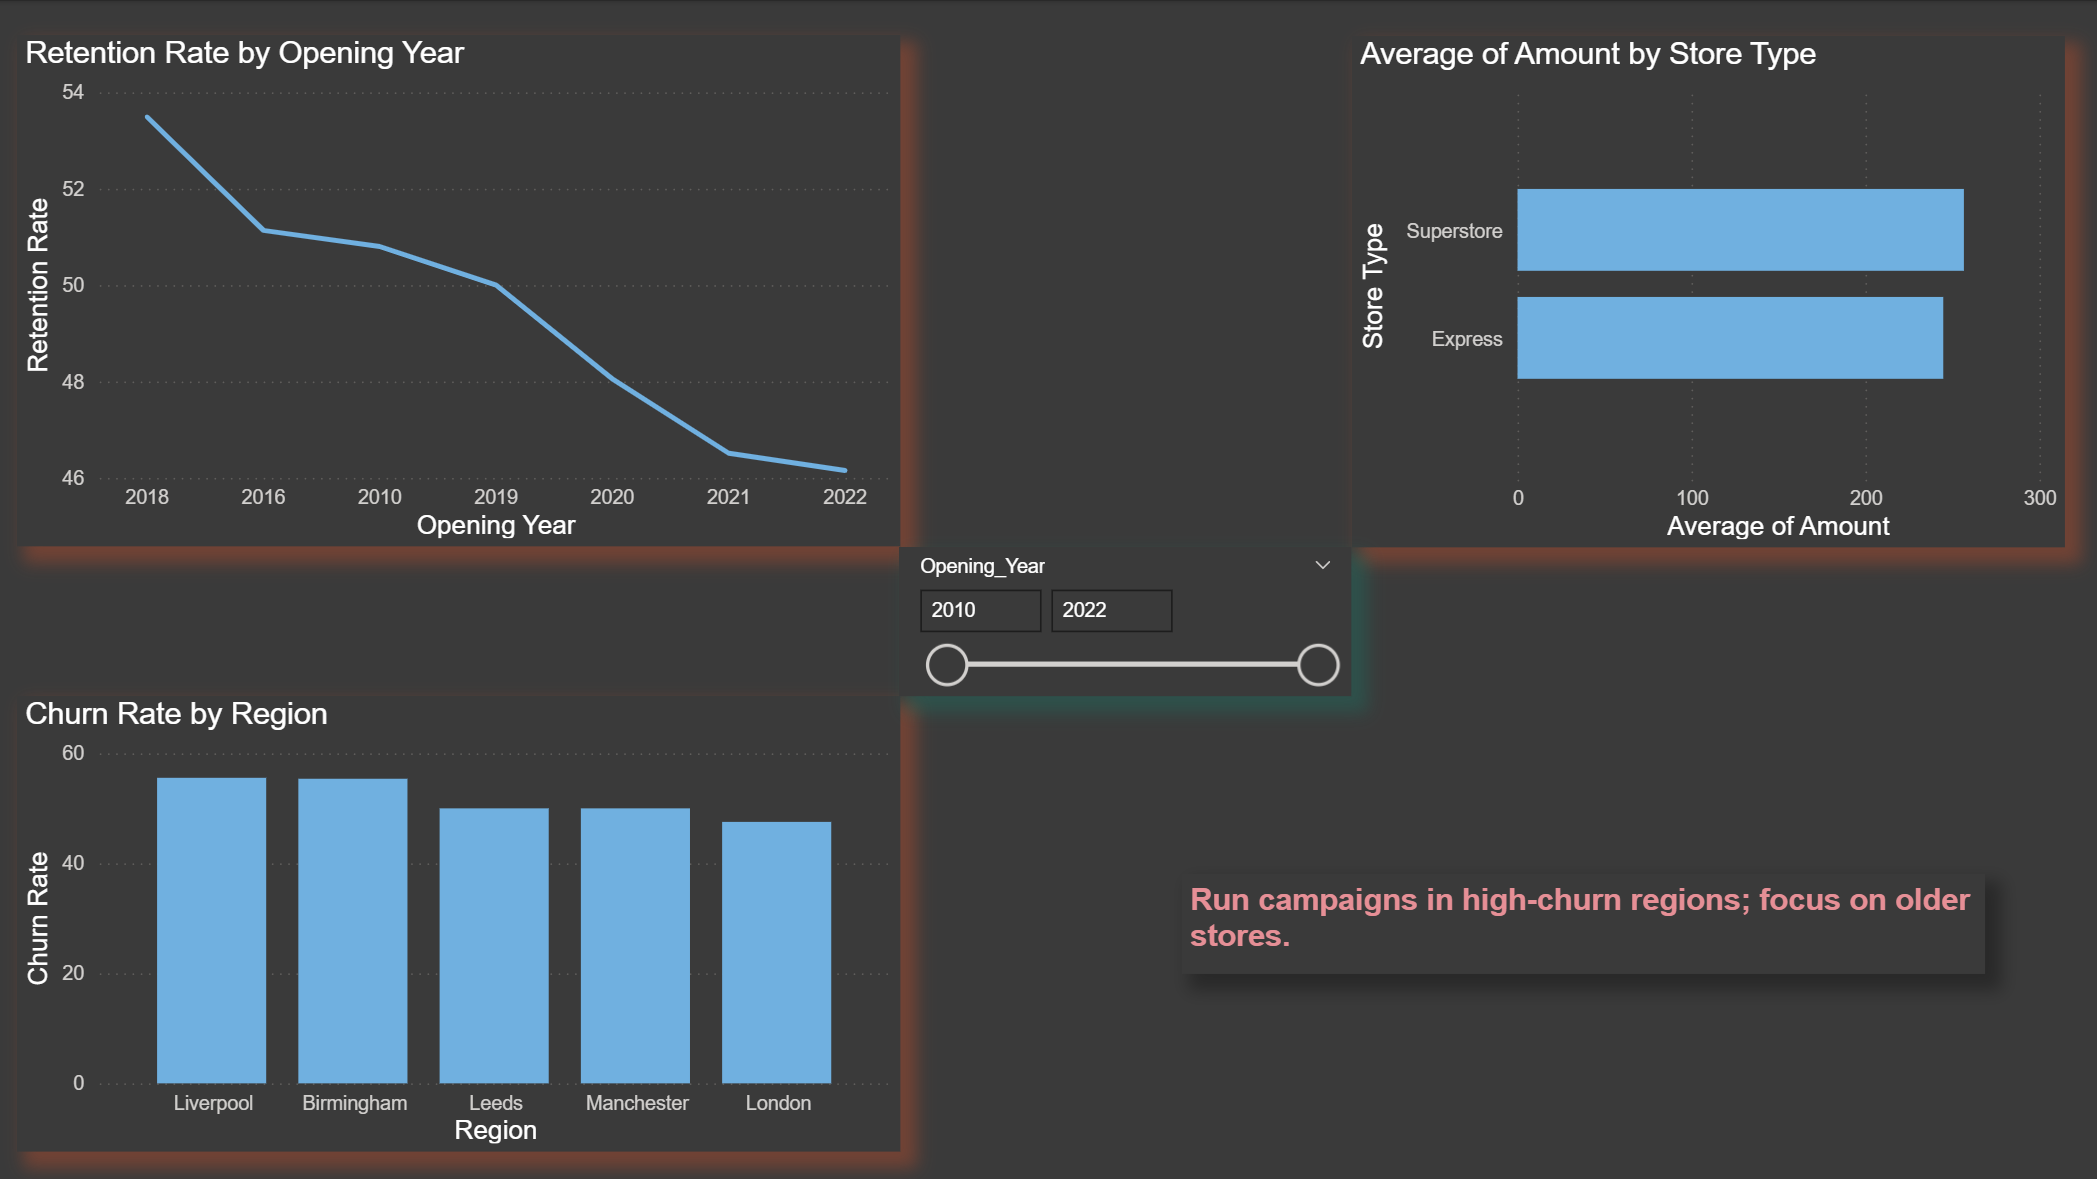 Retention Rate by Opening Year
54
52
50
48
46
Retention Rate
2018 2016 2010 2019 2020 2021 2022
Opening Year
Average of Amount by Store Type
Store Type
Superstore
Express
0 100 200 300
Average of Amount
Opening_Year
2010 2022
Churn Rate by Region
60
40
20
0
Churn Rate
Liverpool Birmingham Leeds Manchester London
Region
Run campaigns in high-churn regions; focus on older
stores.